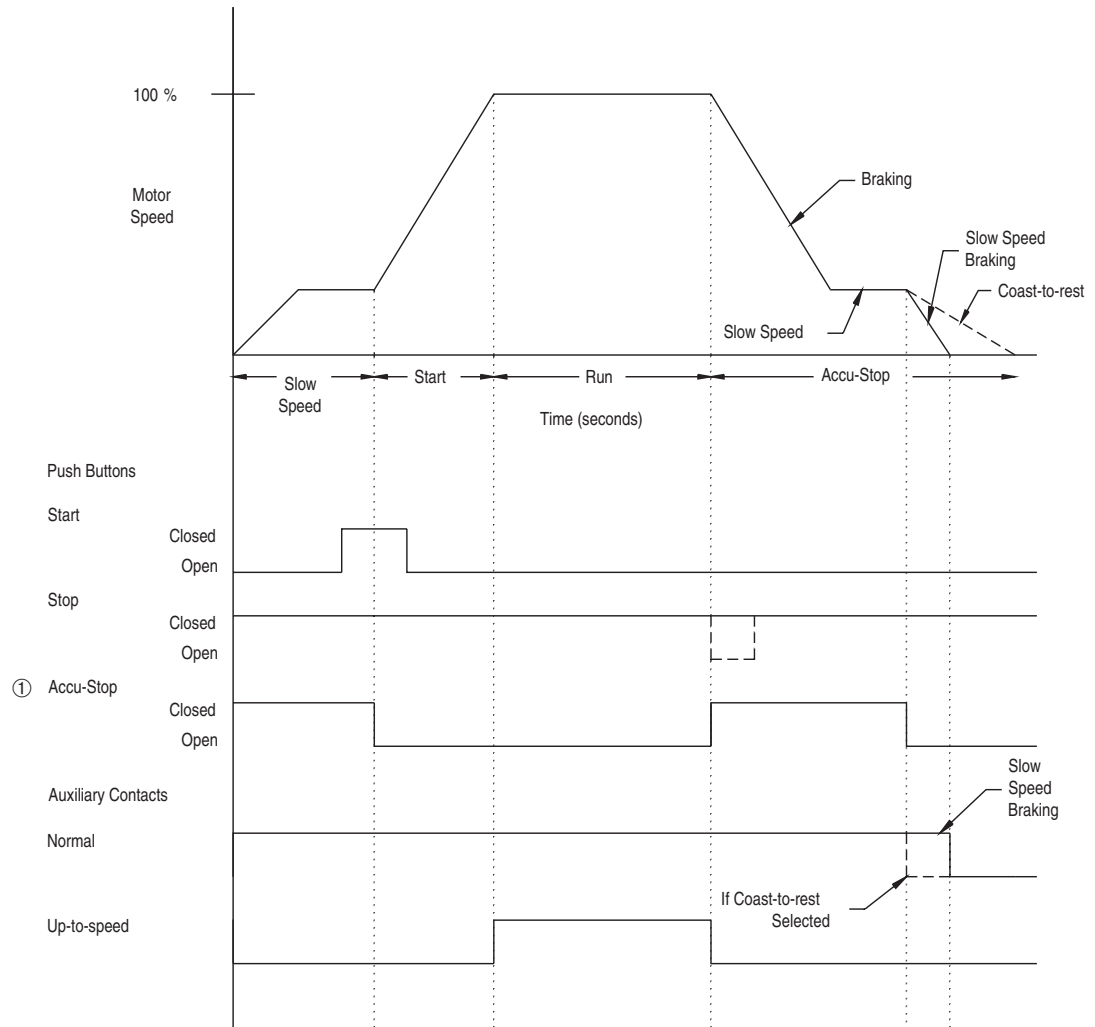 100 %
Motor
Speed
Braking
Slow Speed
Braking
Coast-to-rest
Slow Speed
Slow
Speed
Start
Run
Accu-Stop
Time (seconds)
Push Buttons
Start
Closed
Open
Stop
Closed
Open
① Accu-Stop
Closed
Open
Auxiliary Contacts
Slow
Speed
Braking
Normal
If Coast-to-rest
Selected
Up-to-speed